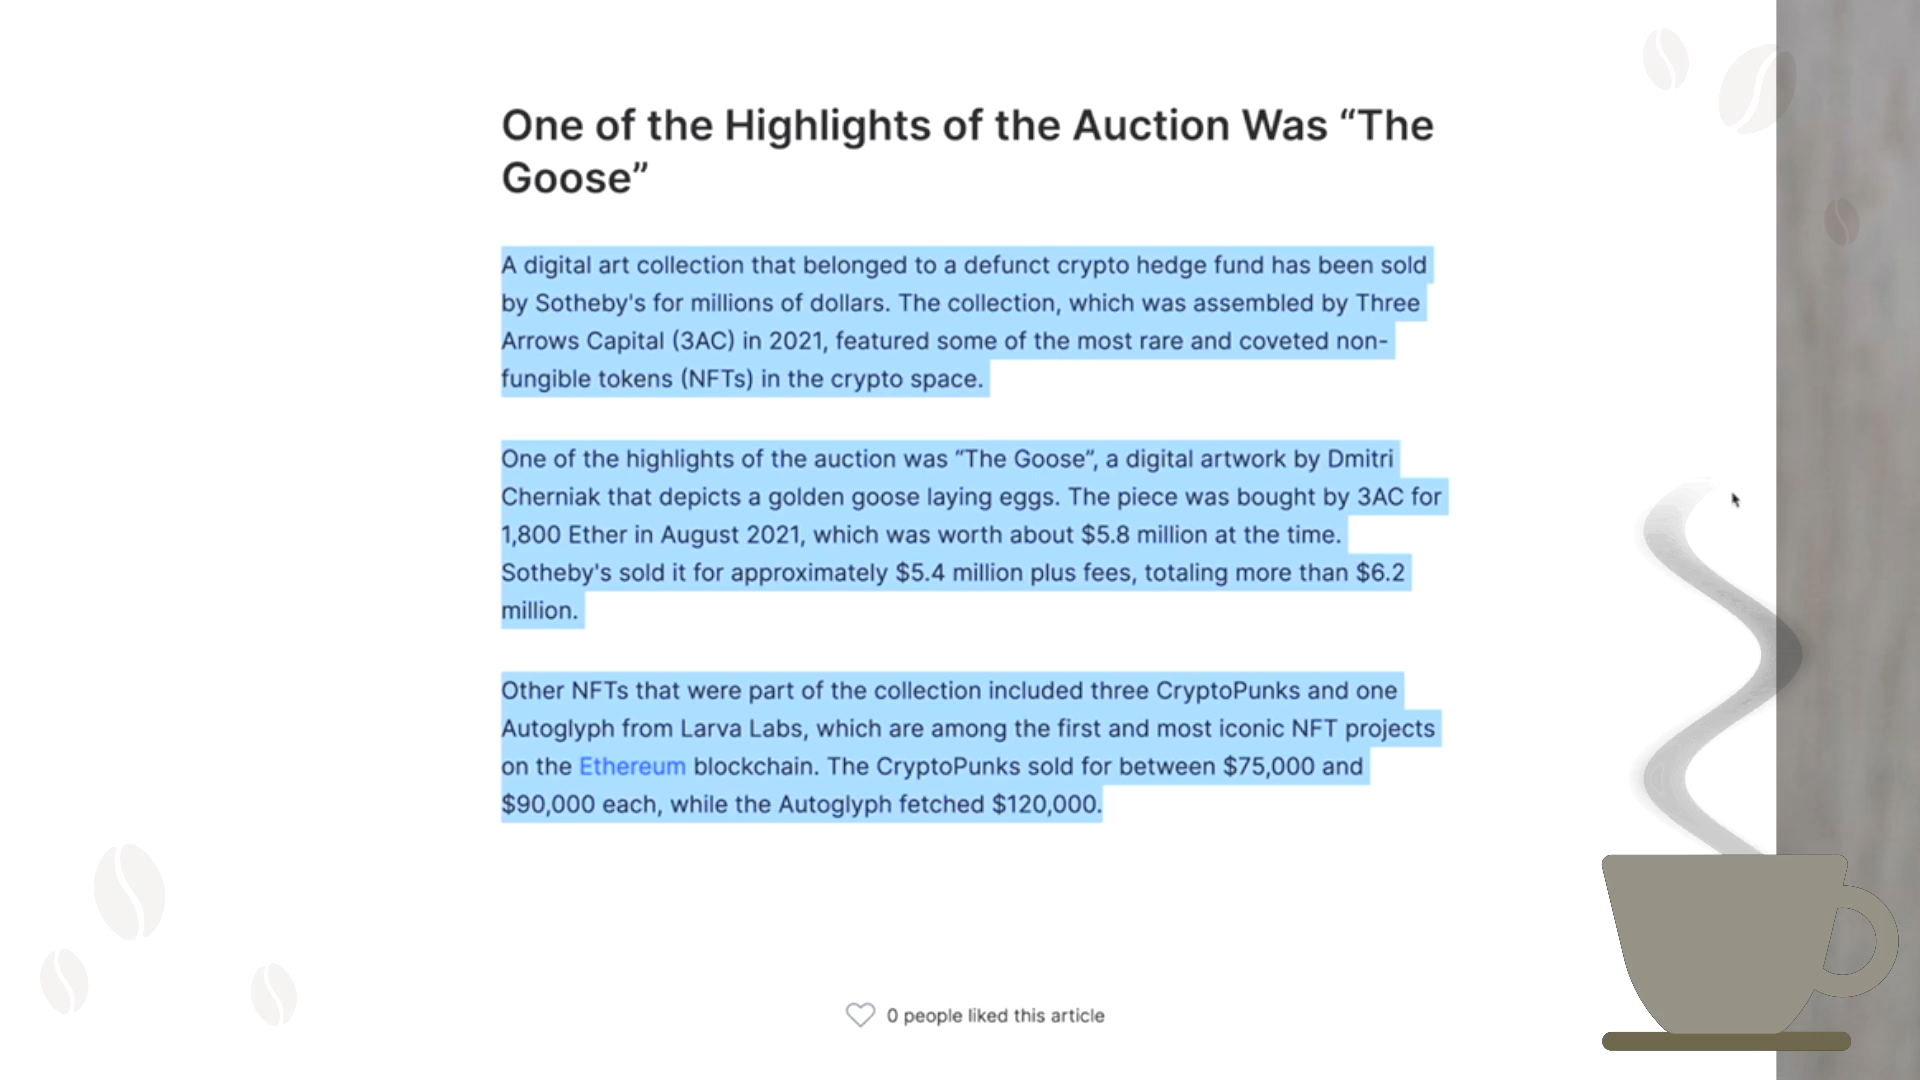 One of the Highlights of the Auction Was “The
Goose”
A digital art collection that belonged to a defunct crypto hedge fund has been sold
by Sotheby's for millions of dollars. The collection, which was assembled by Three
Arrows Capital (3AC) in 2021, featured some of the most rare and coveted non-
fungible tokens (NFTs) in the crypto space.
One of the highlights of the auction was “The Goose”, a digital artwork by Dmitri
Cherniak that depicts a golden goose laying eggs. The piece was bought by 3AC for
1,800 Ether in August 2021, which was worth about $5.8 million at the time.
Sotheby's sold it for approximately $5.4 million plus fees, totaling more than $6.2
million.
Other NFTs that were part of the collection included three CryptoPunks and one
Autoglyph from Larva Labs, which are among the first and most iconic NFT projects
on the Ethereum blockchain. The CryptoPunks sold for between $75,000 and
$90,000 each, while the Autoglyph fetched $120,000.
0 people liked this article